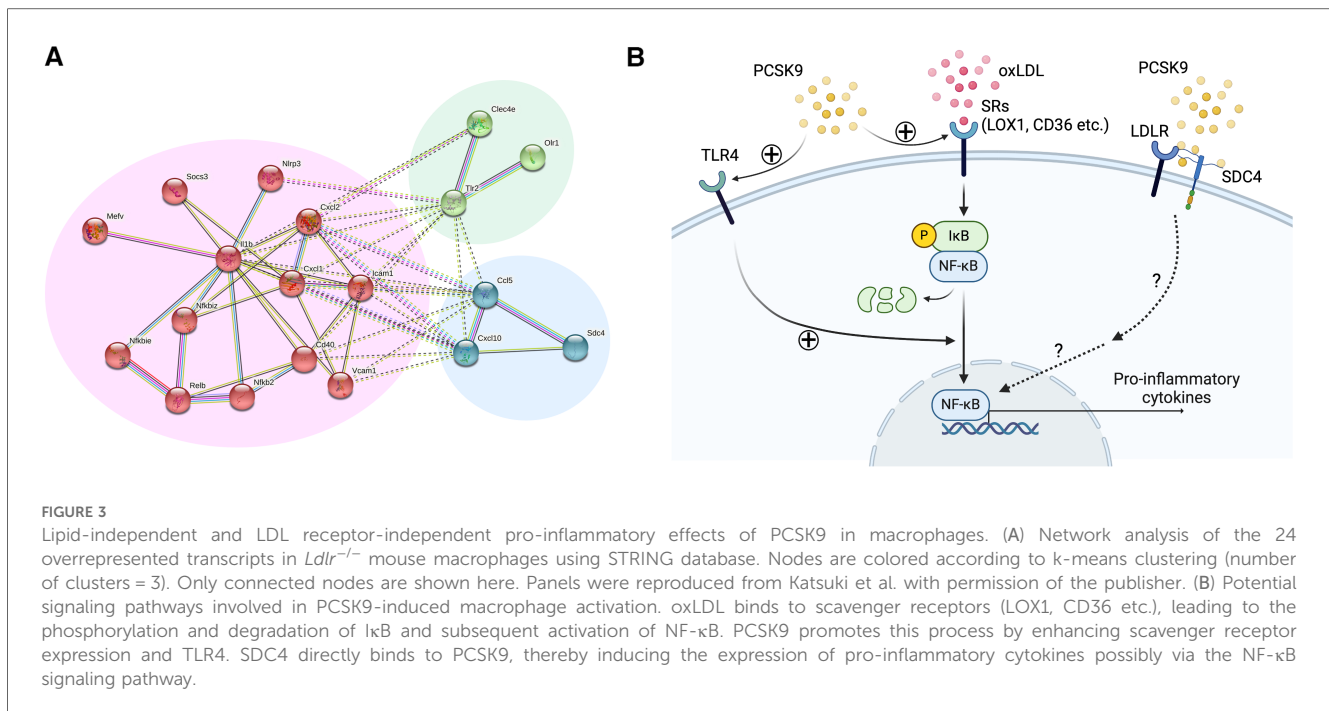 A
Clec4e
Olr1
Nlrp3
Socs3
Tlr2
Cxcl2
Mefv
Il1b
Cxcl1
Icam1
Ccl5
Nfkbiz
Cxcl10
Sdc4
Nfkbie
Cd40
Relb
Nfkb2
Vcam1
B
PCSK9
oxLDL
PCSK9
SRs
(LOX1, CD36 etc.)
LDLR
TLR4
SDC4
P
IκB
NF-κB
?
?
Pro-inflammatory
cytokines
NF-κB
FIGURE 3
Lipid-independent and LDL receptor-independent pro-inflammatory effects of PCSK9 in macrophages. (A) Network analysis of the 24
overrepresented transcripts in Ldlr−/− mouse macrophages using STRING database. Nodes are colored according to k-means clustering (number
of clusters = 3). Only connected nodes are shown here. Panels were reproduced from Katsuki et al. with permission of the publisher. (B) Potential
signaling pathways involved in PCSK9-induced macrophage activation. oxLDL binds to scavenger receptors (LOX1, CD36 etc.), leading to the
phosphorylation and degradation of IκB and subsequent activation of NF-κB. PCSK9 promotes this process by enhancing scavenger receptor
expression and TLR4. SDC4 directly binds to PCSK9, thereby inducing the expression of pro-inflammatory cytokines possibly via the NF-κB
signaling pathway.